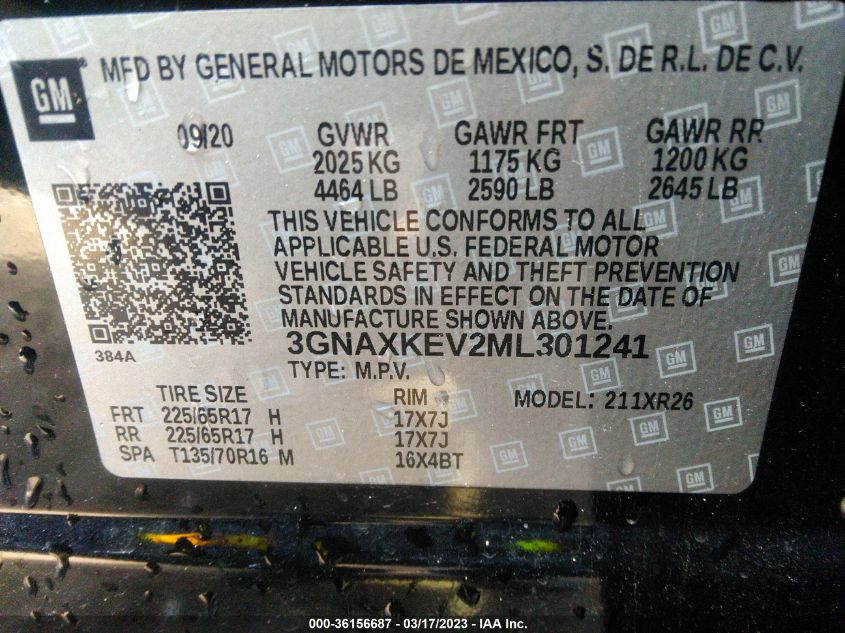 GM
MFD BY GENERAL MOTORS DE MEXICO, S. DE R.L. DE C.V.
09/20 GVWR GAWR FRT GAWR RR
2025 KG 1175 KG 1200 KG
4464 LB 2590 LB 2645 LB
THIS VEHICLE CONFORMS TO ALL
APPLICABLE U.S. FEDERAL MOTOR
VEHICLE SAFETY AND THEFT PREVENTION
STANDARDS IN EFFECT ON THE DATE OF
MANUFACTURE SHOWN ABOVE.
384A
3GNAXKEV2ML301241
TYPE: M.P.V.
TIRE SIZE RIM MODEL: 211XR26
FRT 225/65R17 H 17X7J
RR 225/65R17 H 17X7J
SPA T135/70R16 M 16X4BT
000-36156687 - 03/17/2023 - IAA Inc.